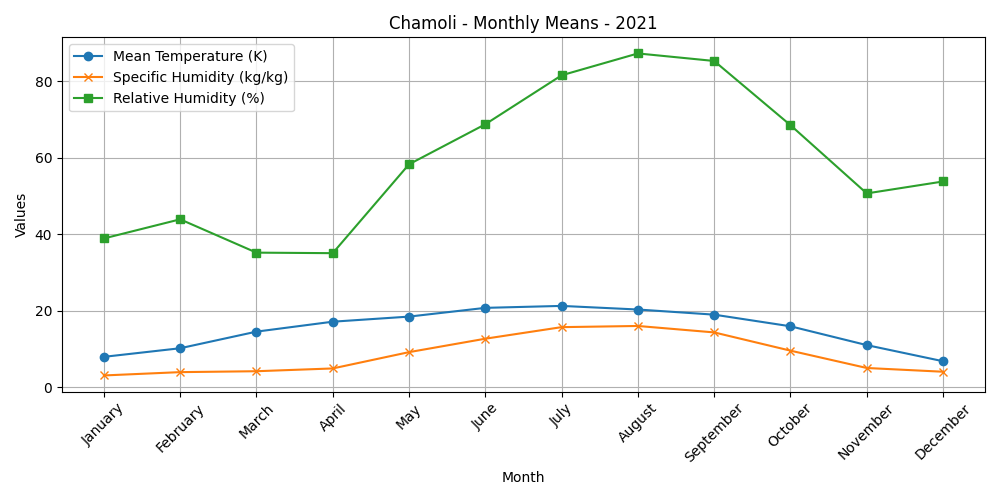 Chamoli - Monthly Means - 2021
Mean Temperature (K)
Specific Humidity (kg/kg)
Relative Humidity (%)
Values
80
60
40
20
0
January
February
March
April
May
June
July
August
September
October
November
December
Month